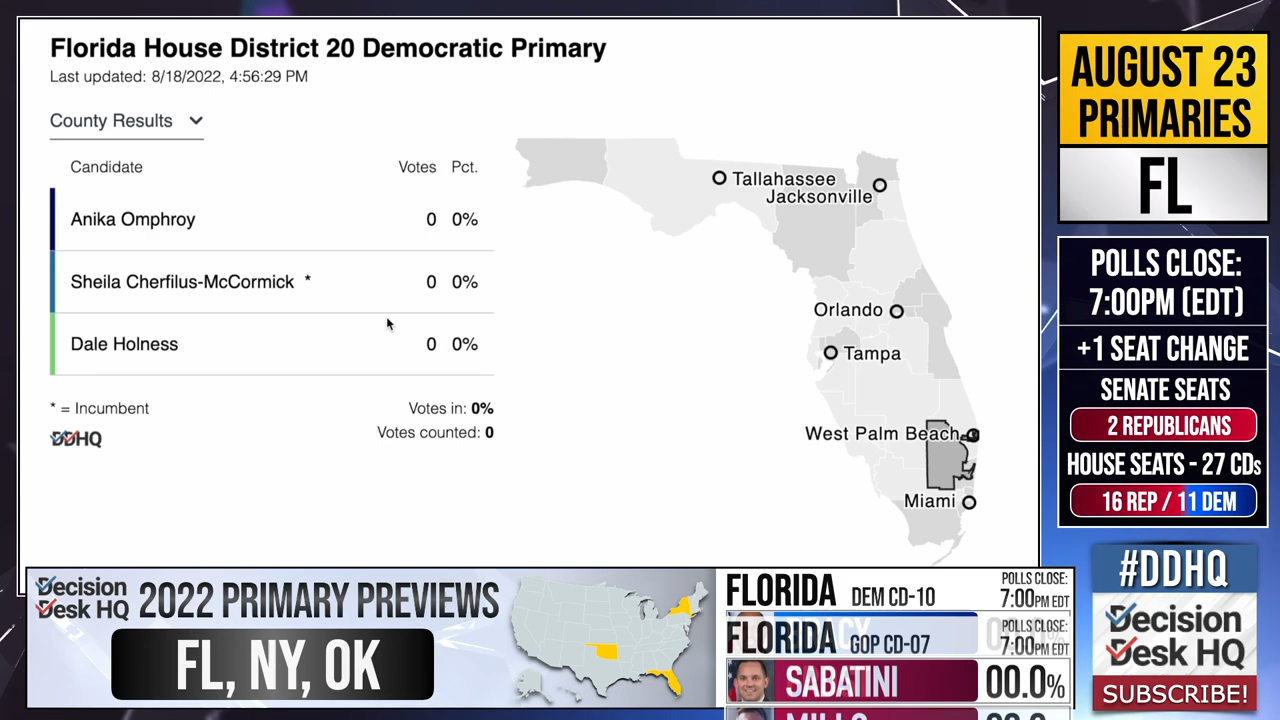 Florida House District 20 Democratic Primary
Last updated: 8/18/2022, 4:56:29 PM
County Results
Candidate Votes Pct.
Anika Omphroy 0 0%
Sheila Cherfilus-McCormick * 0 0%
Dale Holness 0 0%
* = Incumbent
Votes in: 0%
DDHQ
Votes counted: 0
Tallahassee
Jacksonville
Orlando
Tampa
West Palm Beach
Miami
AUGUST 23
PRIMARIES
FL
POLLS CLOSE:
7:00PM (EDT)
+1 SEAT CHANGE
SENATE SEATS
2 REPUBLICANS
HOUSE SEATS - 27 CDs
16 REP / 11 DEM
#DDHQ
Decision
Desk HQ
SUBSCRIBE!
Decision
Desk HQ
2022 PRIMARY PREVIEWS
FL, NY, OK
FLORIDA DEM CD-10
POLLS CLOSE:
7:00PM EDT
FLORIDA GOP CD-07
POLLS CLOSE:
7:00PM EDT
SABATINI 00.0%